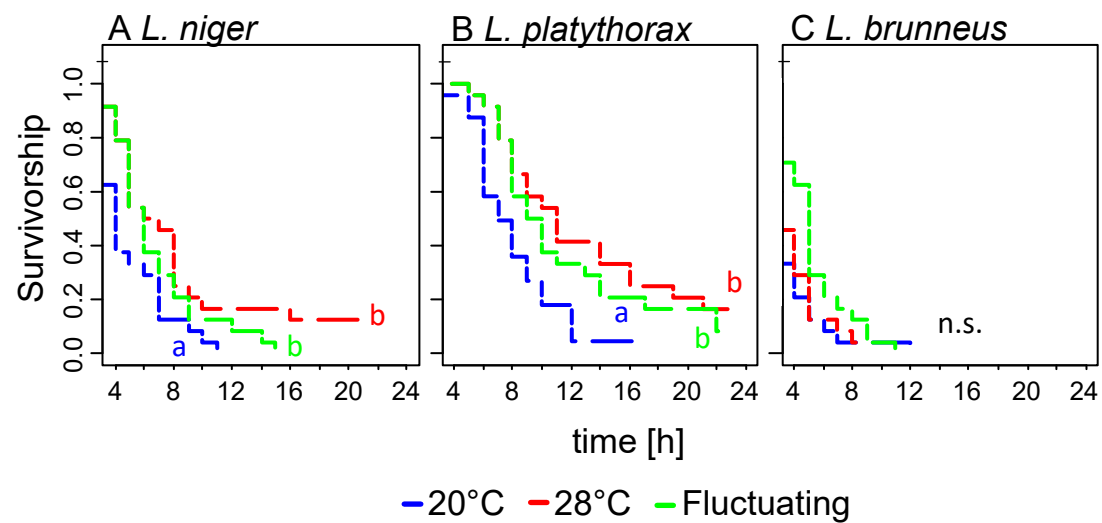 A L. niger
B L. platythorax
C L. brunneus
Survivorship
1.0
0.8
0.6
0.4
0.2
0.0
a
b
b
a
b
b
n.s.
4 8 12 16 20 24
4 8 12 16 20 24
4 8 12 16 20 24
time [h]
20°C 28°C Fluctuating